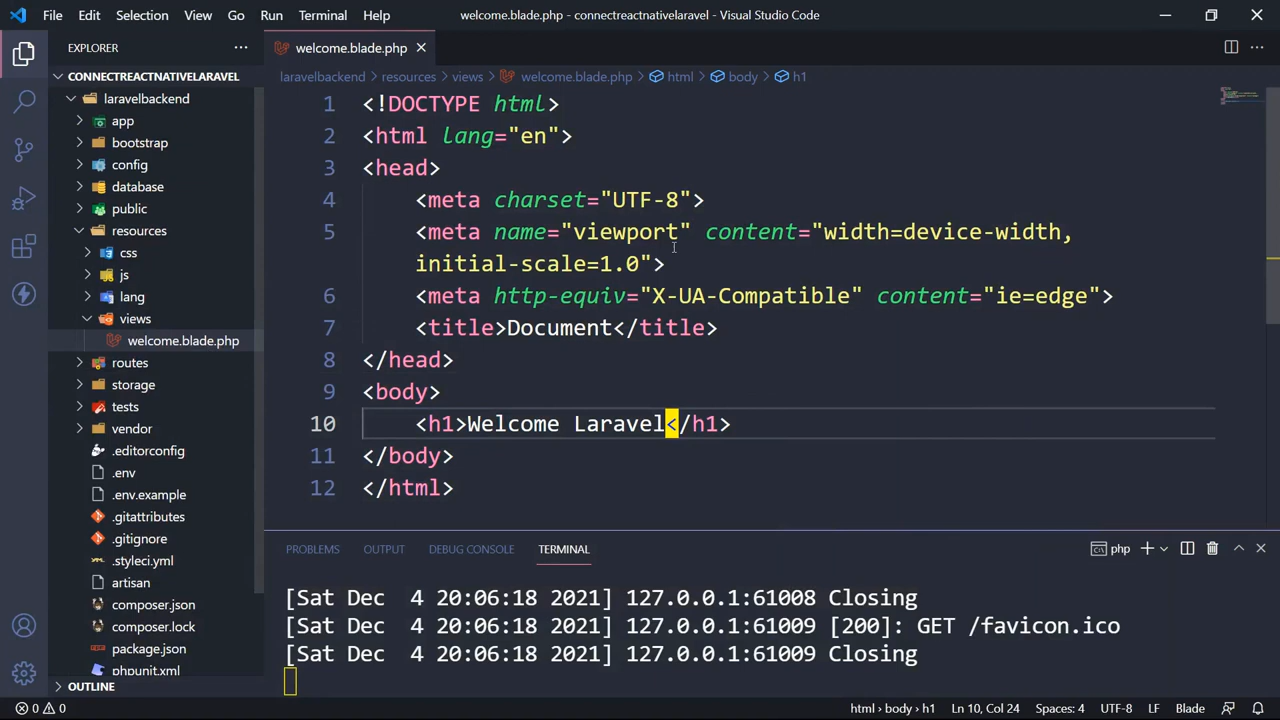 File Edit Selection View Go Run Terminal Help
welcome.blade.php - connectreactnativelaravel - Visual Studio Code
EXPLORER
CONNECTREACTNATIVELARAVEL
laravelbackend
app
bootstrap
config
database
public
resources
css
js
lang
views
welcome.blade.php
routes
storage
tests
vendor
.editorconfig
.env
.env.example
.gitattributes
.gitignore
.styleci.yml
artisan
composer.json
composer.lock
package.json
phpunit.xml
OUTLINE
welcome.blade.php
laravelbackend > resources > views > welcome.blade.php > html > body > h1
1 <!DOCTYPE html>
2 <html lang="en">
3 <head>
4 <meta charset="UTF-8">
5 <meta name="viewport" content="width=device-width,
initial-scale=1.0">
6 <meta http-equiv="X-UA-Compatible" content="ie=edge">
7 <title>Document</title>
8 </head>
9 <body>
10 <h1>Welcome Laravel</h1>
11 </body>
12 </html>
PROBLEMS OUTPUT DEBUG CONSOLE TERMINAL
php
[Sat Dec  4 20:06:18 2021] 127.0.0.1:61008 Closing
[Sat Dec  4 20:06:18 2021] 127.0.0.1:61009 [200]: GET /favicon.ico
[Sat Dec  4 20:06:18 2021] 127.0.0.1:61009 Closing
0 0
html > body > h1 Ln 10, Col 24 Spaces: 4 UTF-8 LF Blade